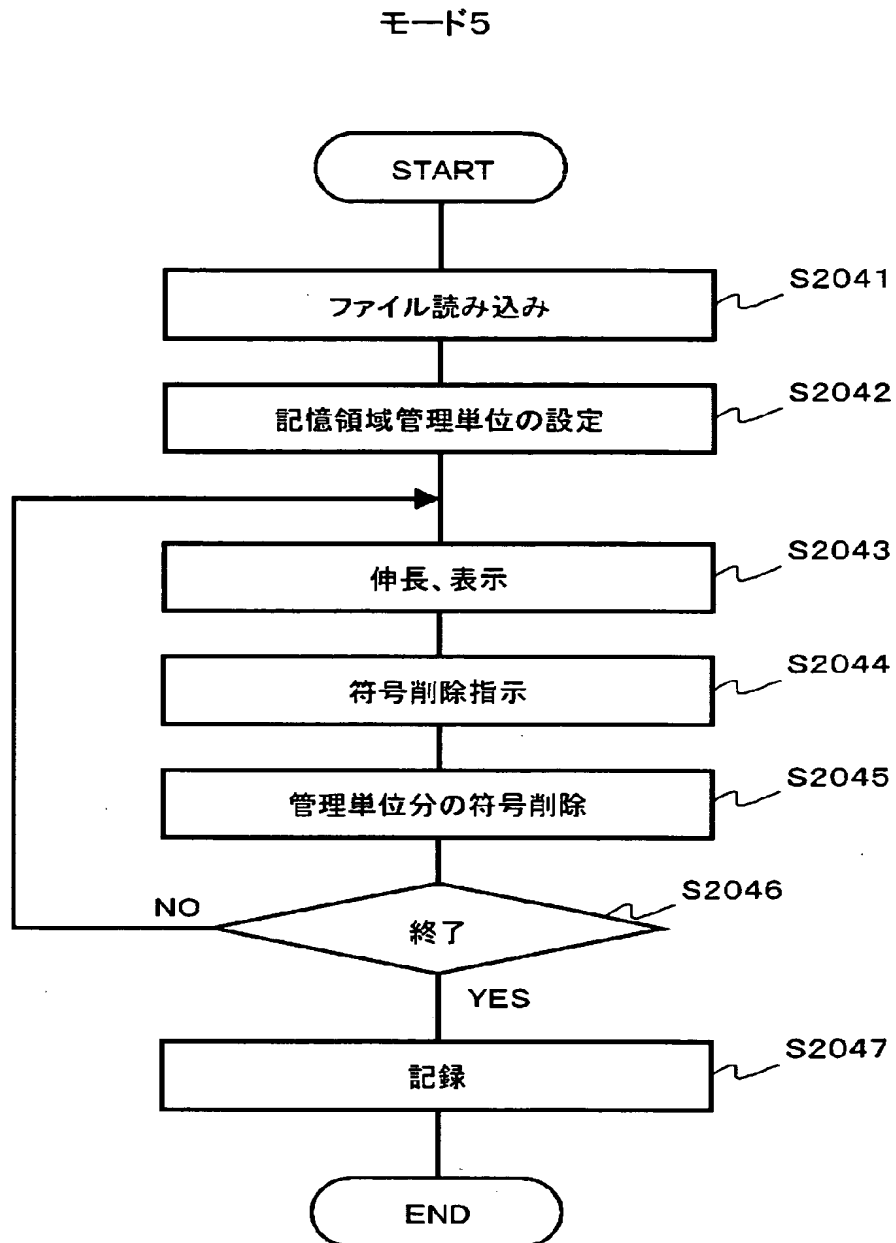 モード5
START
ファイル読み込み
S2041
記憶領域管理単位の設定
S2042
伸長、表示
S2043
符号削除指示
S2044
管理単位分の符号削除
S2045
終了
S2046
NO
YES
記録
S2047
END